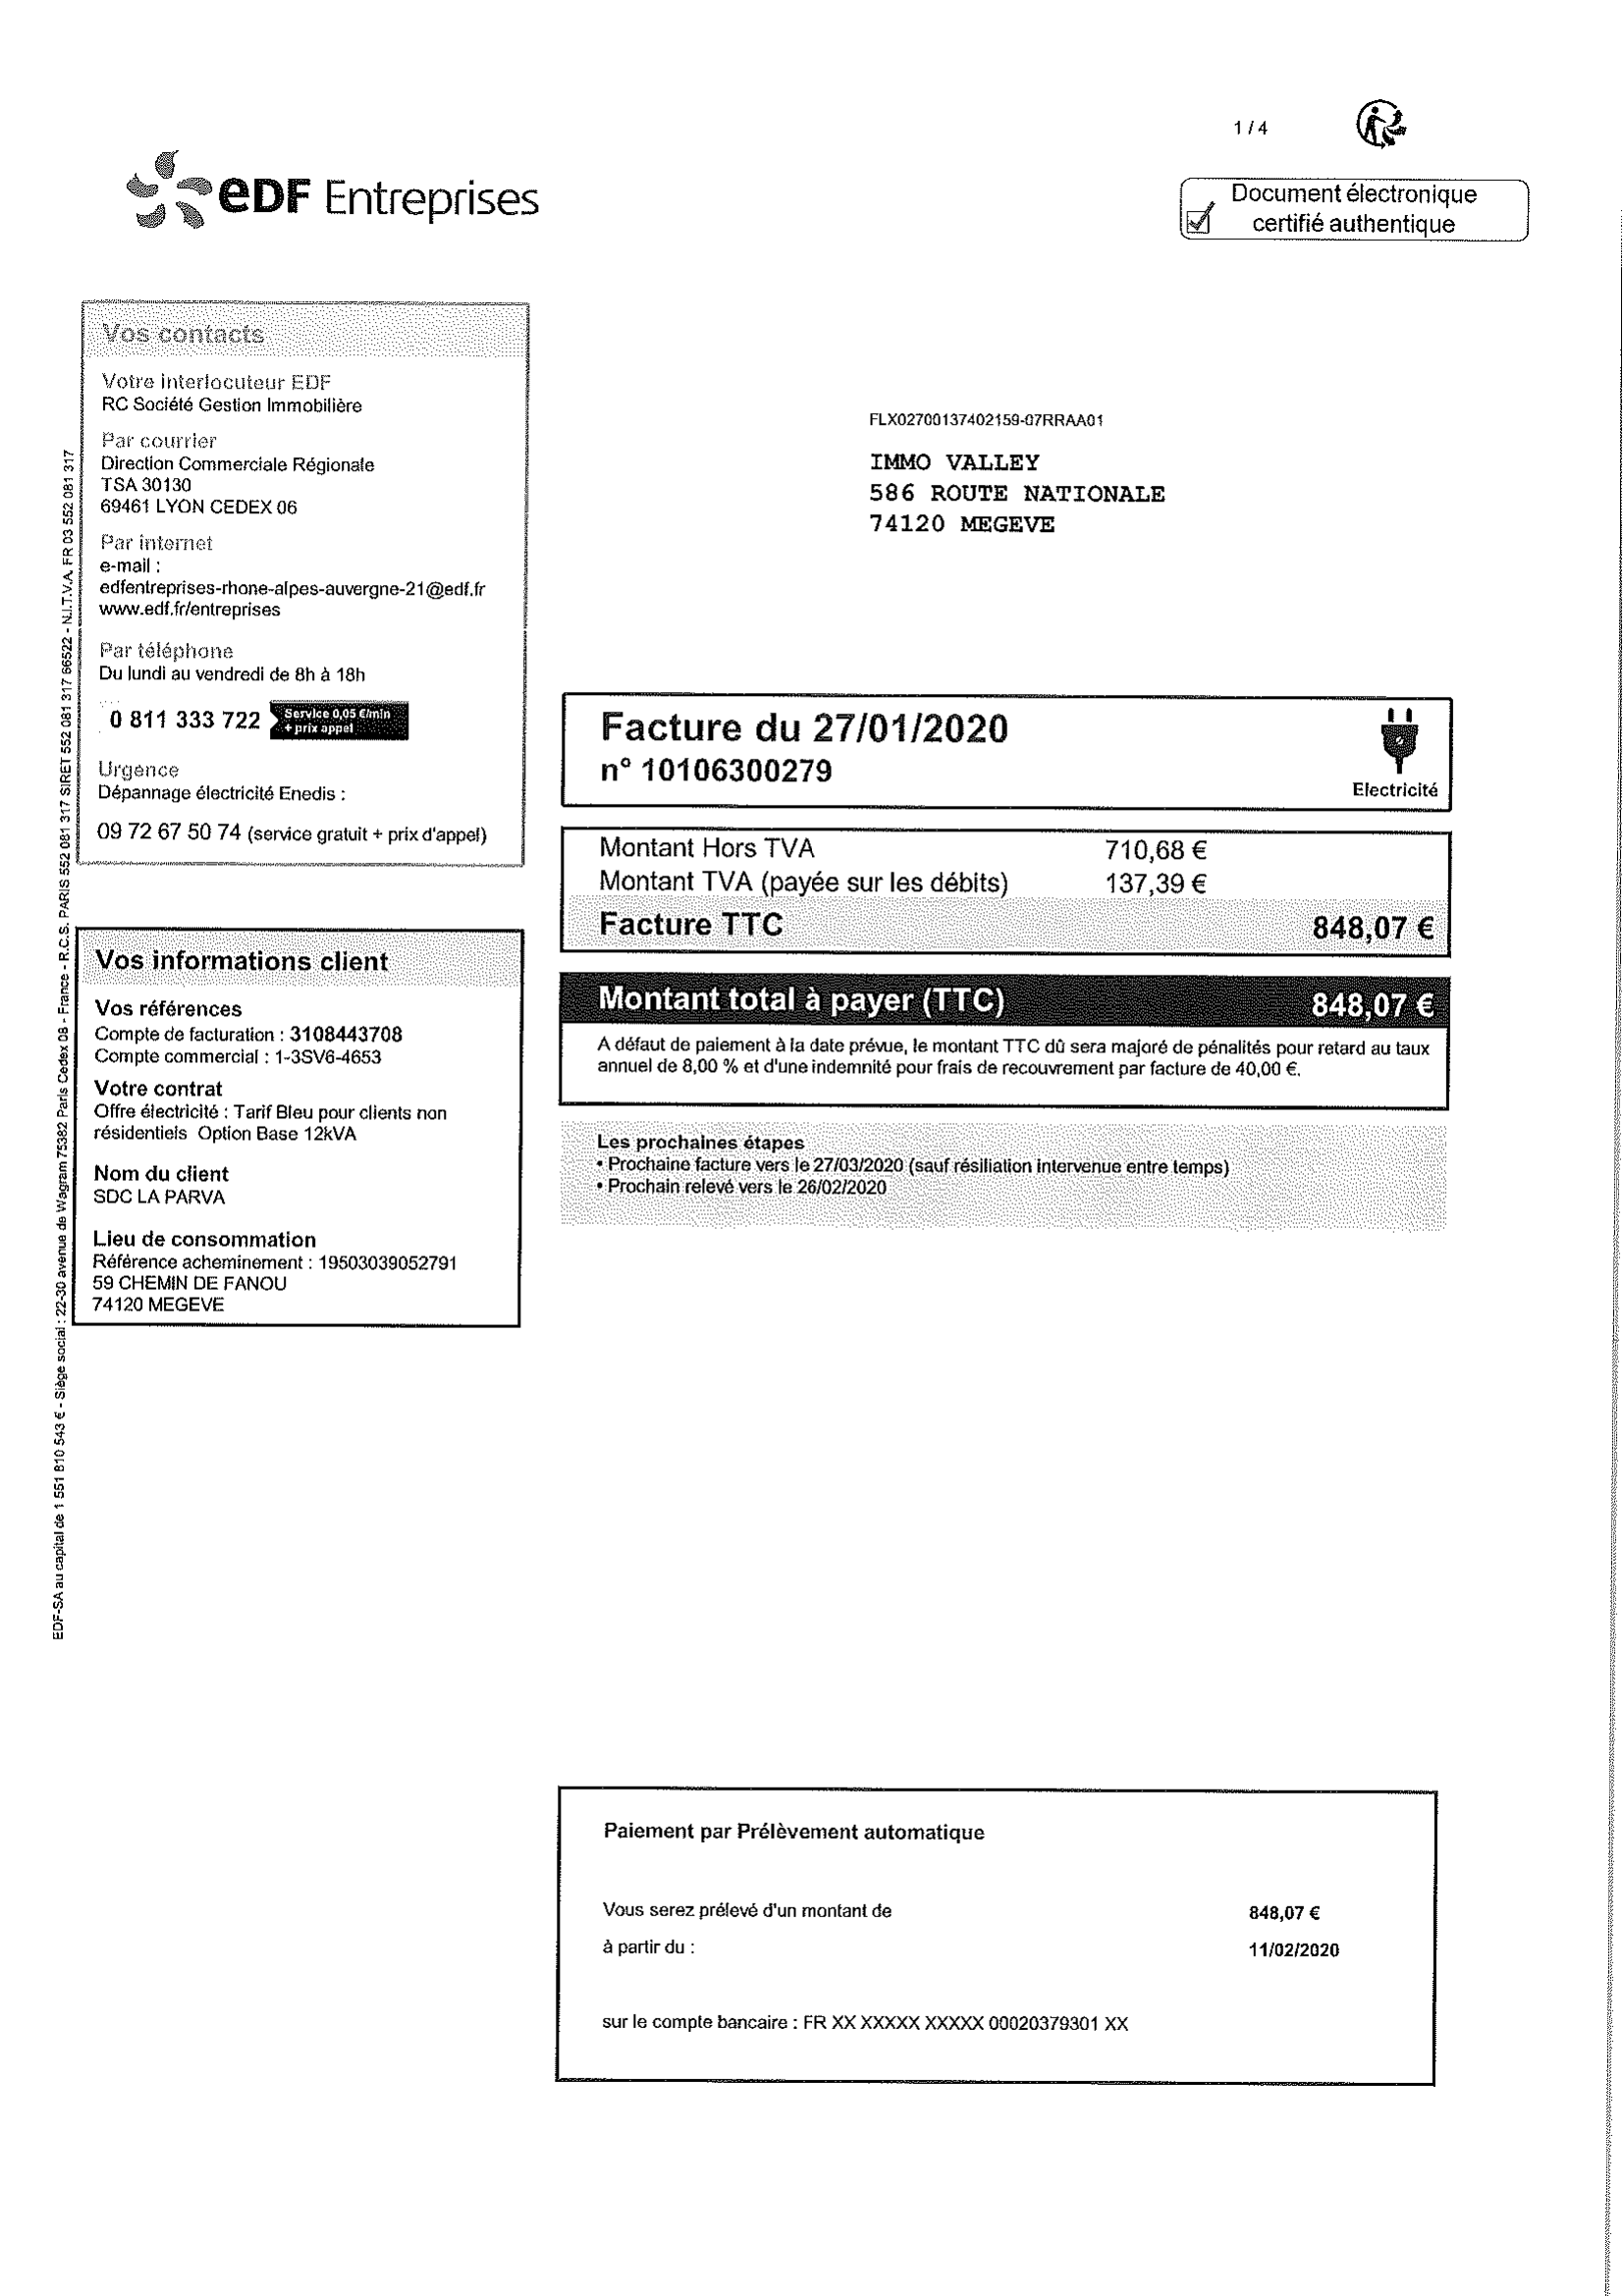 1 / 4
eDF Entreprises
Document électronique
certifié authentique
Vos contacts
Votre interlocuteur EDF
RC Société Gestion Immobilière
Par courrier
Direction Commerciale Régionale
TSA 30130
69461 LYON CEDEX 06
Par internet
e-mail :
edfentreprises-rhone-alpes-auvergne-21@edf.fr
www.edf.fr/entreprises
Par téléphone
Du lundi au vendredi de 8h à 18h
0 811 333 722
Service 0,05 €/min
+ prix appel
Urgence
Dépannage électricité Enedis :
09 72 67 50 74 (service gratuit + prix d'appel)
FLX02700137402159-07RRAA01
IMMO VALLEY
586 ROUTE NATIONALE
74120 MEGEVE
Facture du 27/01/2020
n° 10106300279
Electricité
Montant Hors TVA 710,68 €
Montant TVA (payée sur les débits) 137,39 €
Facture TTC 848,07 €
Montant total à payer (TTC) 848,07 €
A défaut de paiement à la date prévue, le montant TTC dû sera majoré de pénalités pour retard au taux
annuel de 8,00 % et d'une indemnité pour frais de recouvrement par facture de 40,00 €.
Les prochaines étapes
• Prochaine facture vers le 27/03/2020 (sauf résiliation intervenue entre temps)
• Prochain relevé vers le 26/02/2020
Vos informations client
Vos références
Compte de facturation : 3108443708
Compte commercial : 1-3SV6-4653
Votre contrat
Offre électricité : Tarif Bleu pour clients non
résidentiels Option Base 12kVA
Nom du client
SDC LA PARVA
Lieu de consommation
Référence acheminement : 19503039052791
59 CHEMIN DE FANOU
74120 MEGEVE
EDF-SA au capital de 1 551 810 543 € - Siège social : 22-30 avenue de Wagram 75382 Paris Cedex 08 - France - R.C.S. PARIS 552 081 317 SIRET 552 081 317 66522 - N.I.T.V.A. FR 03 552 081 317
Paiement par Prélèvement automatique
Vous serez prélevé d'un montant de 848,07 €
à partir du : 11/02/2020
sur le compte bancaire : FR XX XXXXX XXXXX 00020379301 XX